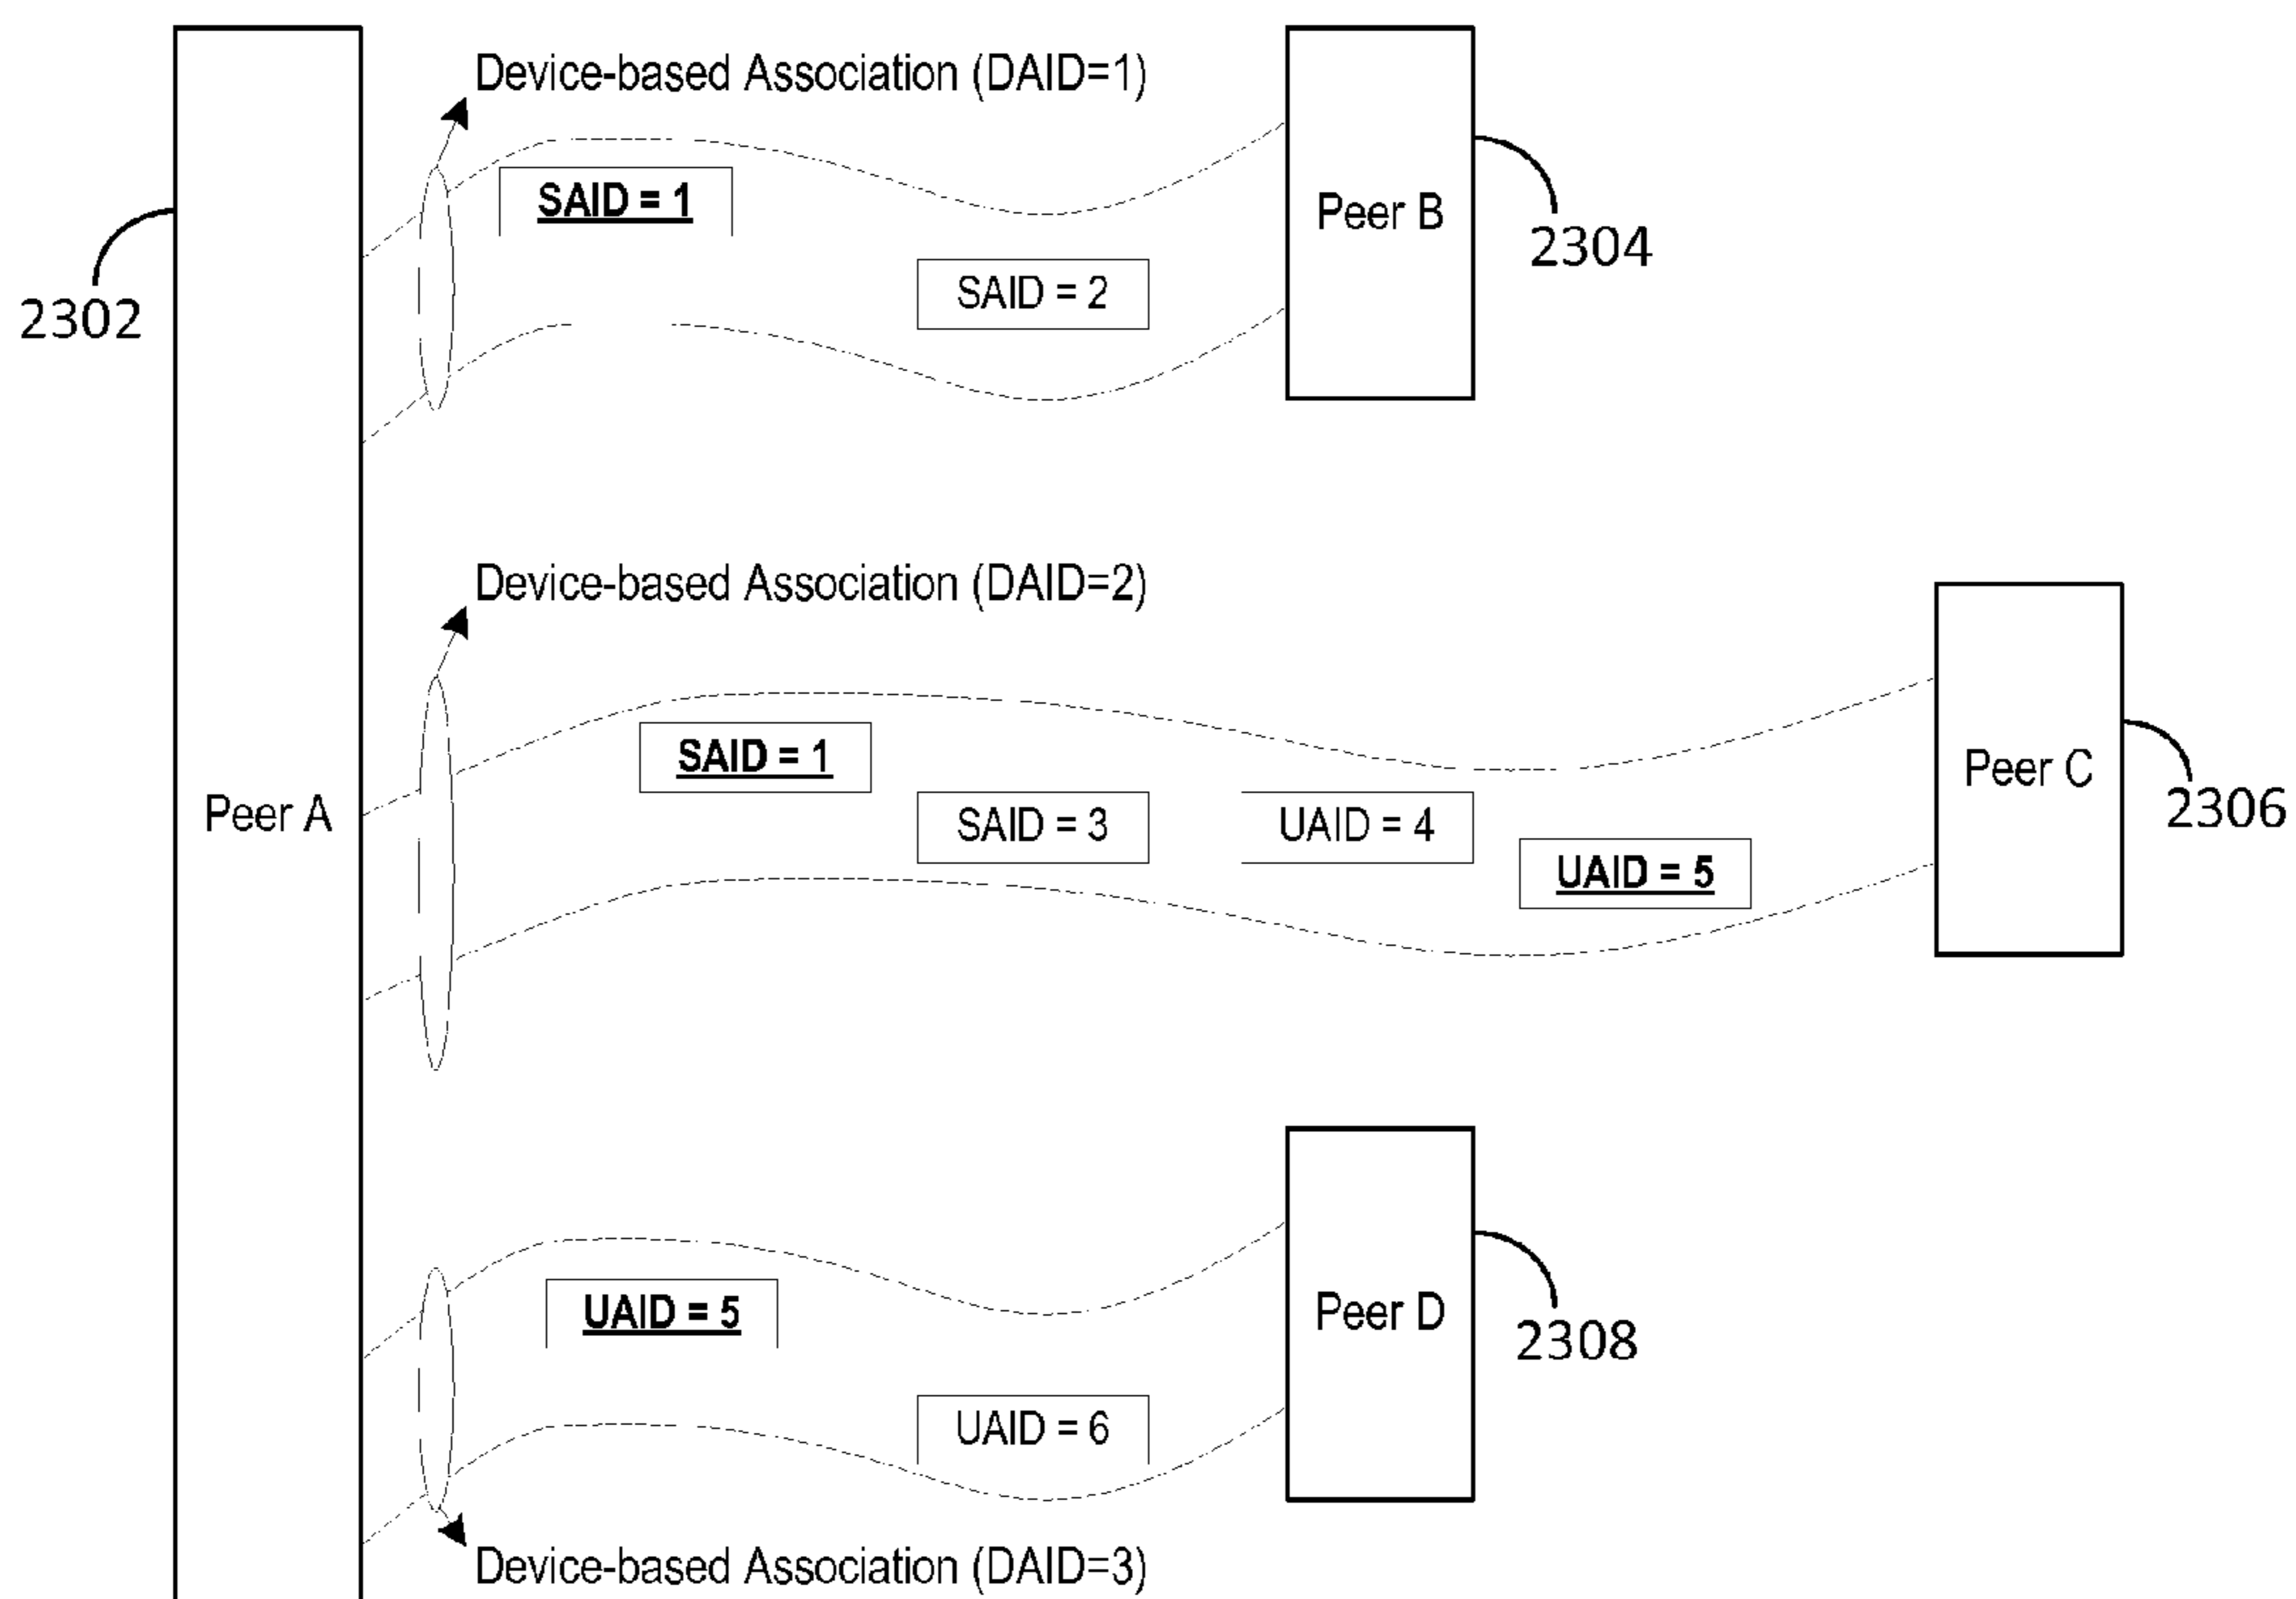 Device-based Association (DAID=1)
SAID = 1
Peer B
2304
2302
SAID = 2
Device-based Association (DAID=2)
SAID = 1
Peer C
2306
Peer A
SAID = 3
UAID = 4
UAID = 5
UAID = 5
Peer D
2308
UAID = 6
Device-based Association (DAID=3)